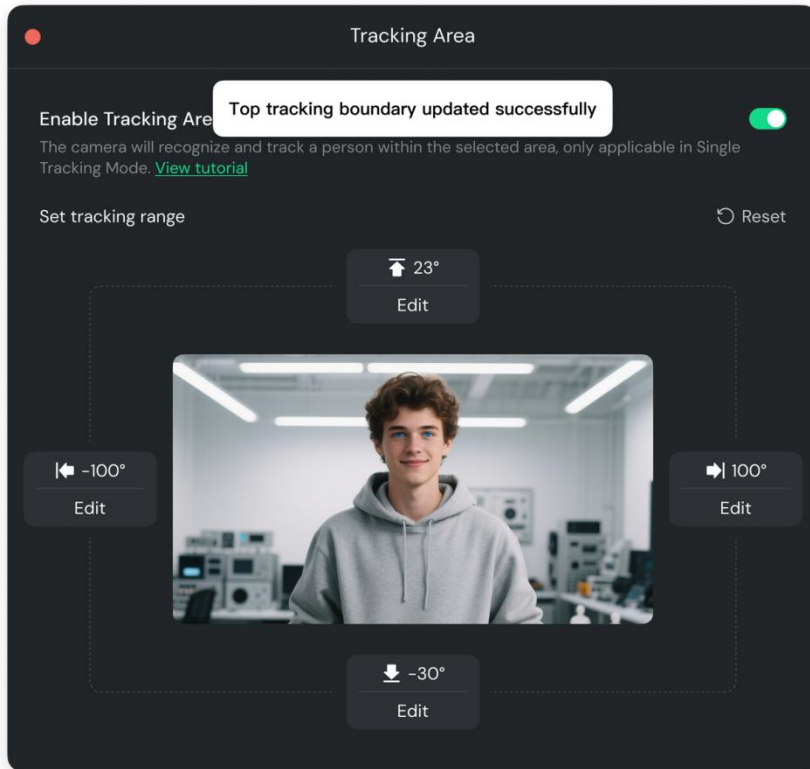 Tracking Area
Top tracking boundary updated successfully
Enable Tracking Are
The camera will recognize and track a person within the selected area, only applicable in Single
Tracking Mode. View tutorial
Set tracking range
Reset
23°
Edit
-100°
Edit
100°
Edit
-30°
Edit